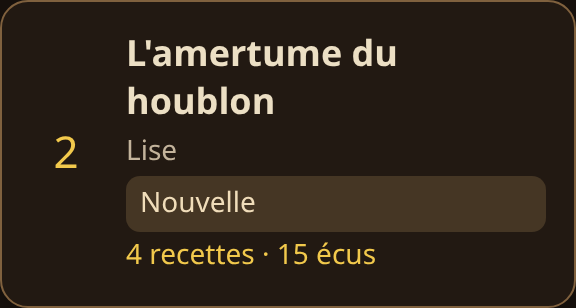 2
L'amertume du
houblon
Lise
Nouvelle
4 recettes · 15 écus